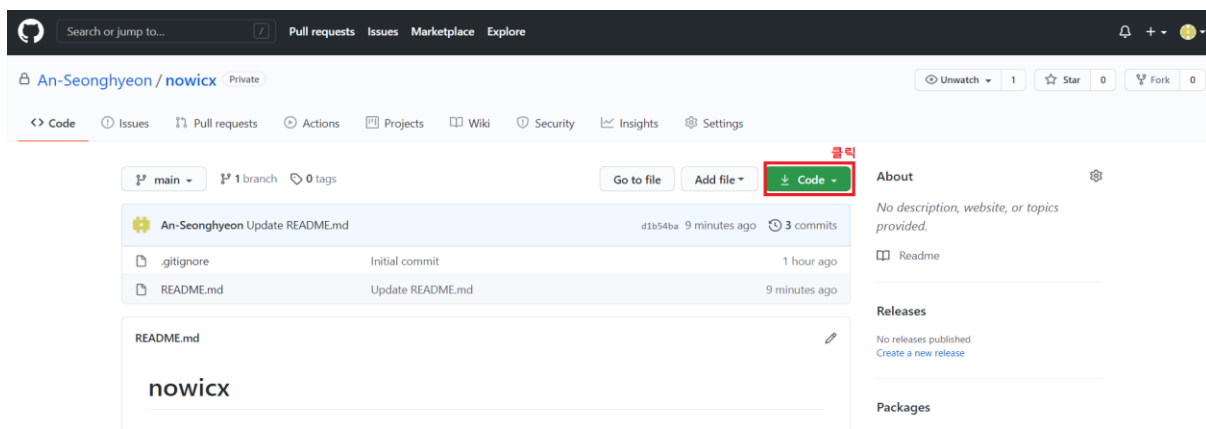 Search or jump to... / Pull requests Issues Marketplace Explore
An-Seonghyeon / nowicx Private Unwatch 1 Star 0 Fork 0
<> Code Issues Pull requests Actions Projects Wiki Security Insights Settings
클릭
main 1 branch 0 tags Go to file Add file Code
An-Seonghyeon Update README.md d1b54ba 9 minutes ago 3 commits
.gitignore Initial commit 1 hour ago
README.md Update README.md 9 minutes ago
README.md
nowicx
About
No description, website, or topics
provided.
Readme
Releases
No releases published
Create a new release
Packages